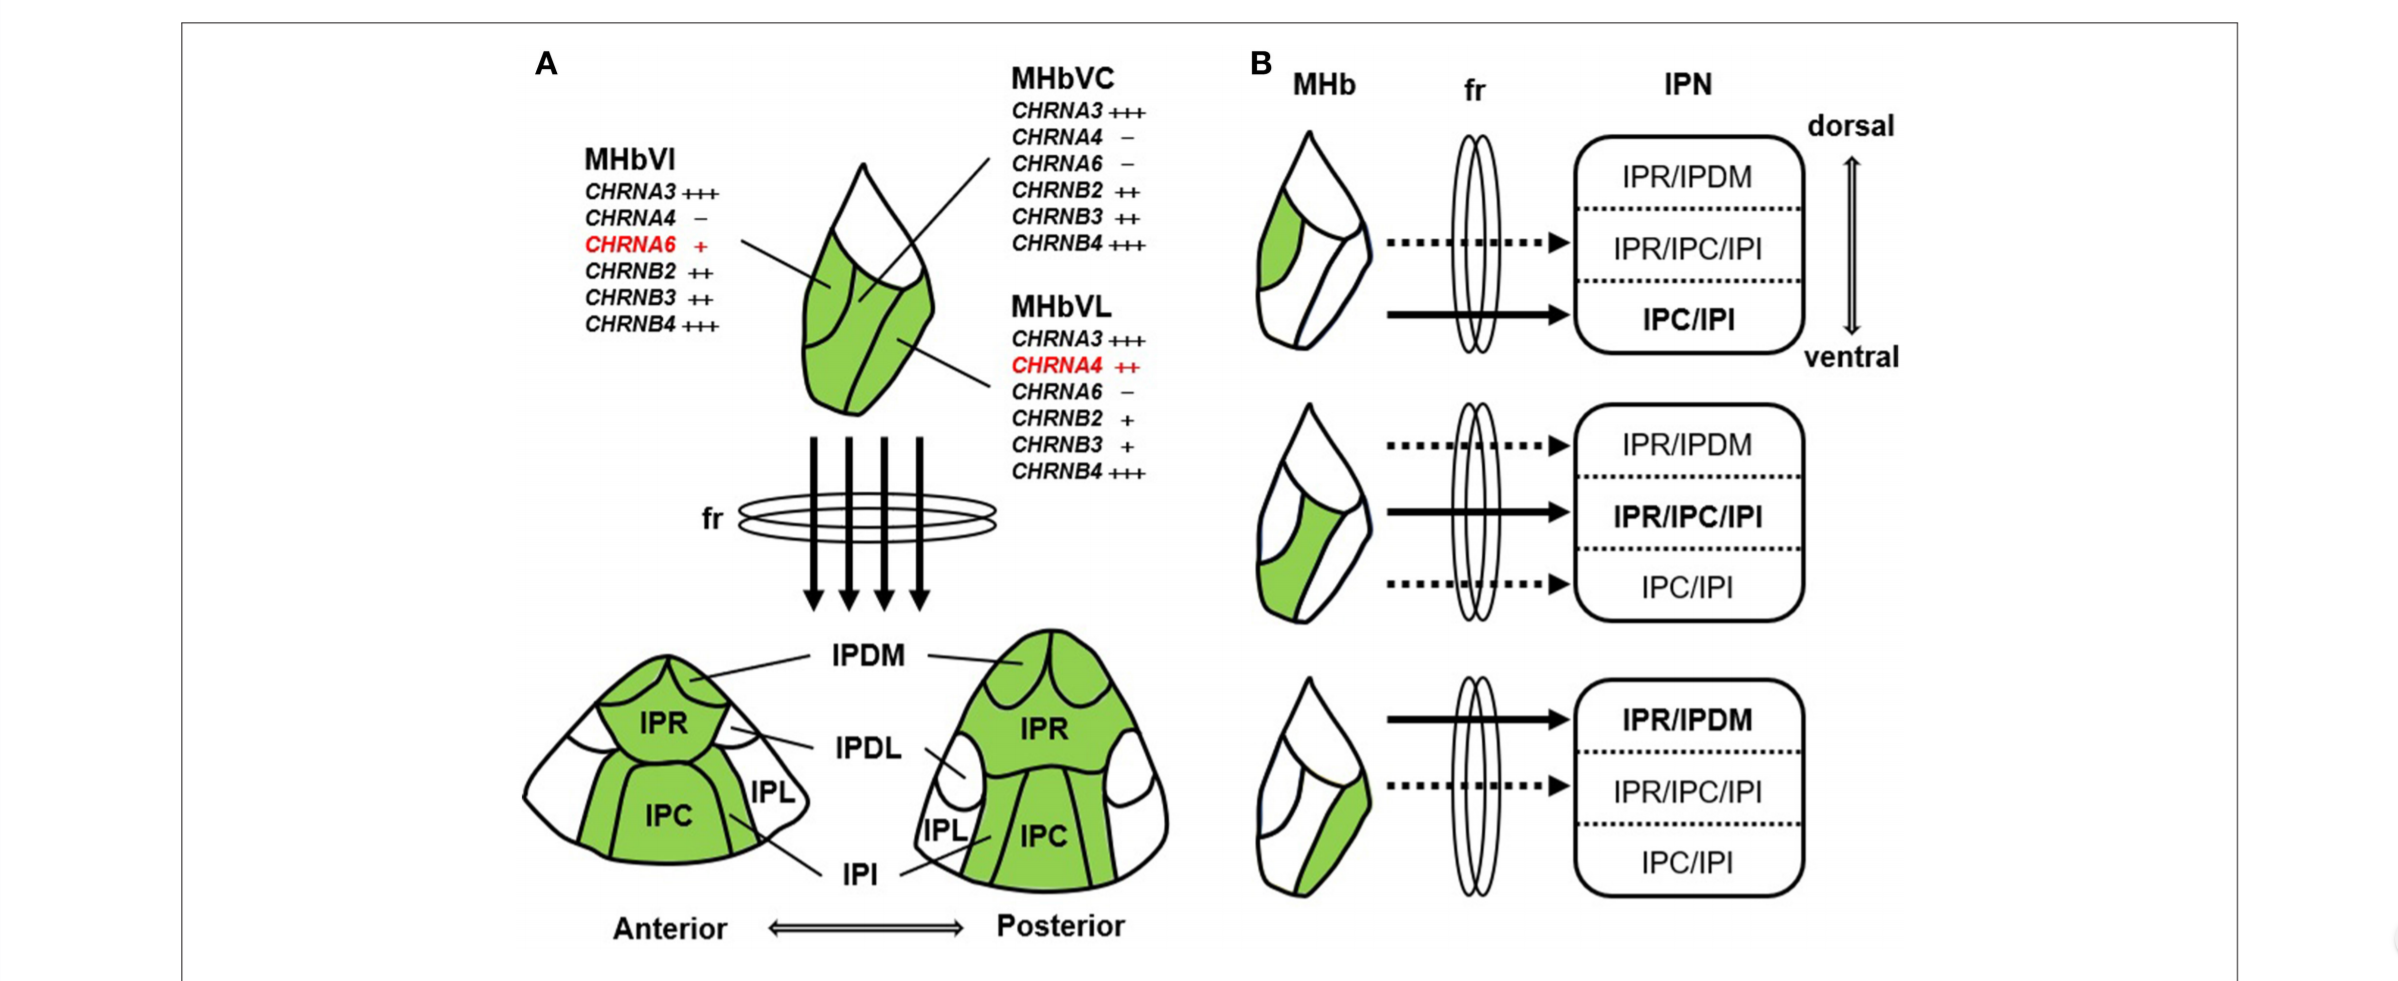 A
MHbVI
CHRNA3 +++
CHRNA4 –
CHRNA6 +
CHRNB2 ++
CHRNB3 ++
CHRNB4 +++
MHbVC
CHRNA3 +++
CHRNA4 –
CHRNA6 –
CHRNB2 ++
CHRNB3 ++
CHRNB4 +++
MHbVL
CHRNA3 +++
CHRNA4 ++
CHRNA6 –
CHRNB2 +
CHRNB3 +
CHRNB4 +++
fr
IPDM
IPR
IPR
IPDL
IPL
IPC
IPL
IPC
IPI
Anterior
Posterior
B
MHb
fr
IPN
dorsal
IPR/IPDM
IPR/IPC/IPI
IPC/IPI
ventral
IPR/IPDM
IPR/IPC/IPI
IPC/IPI
IPR/IPDM
IPR/IPC/IPI
IPC/IPI